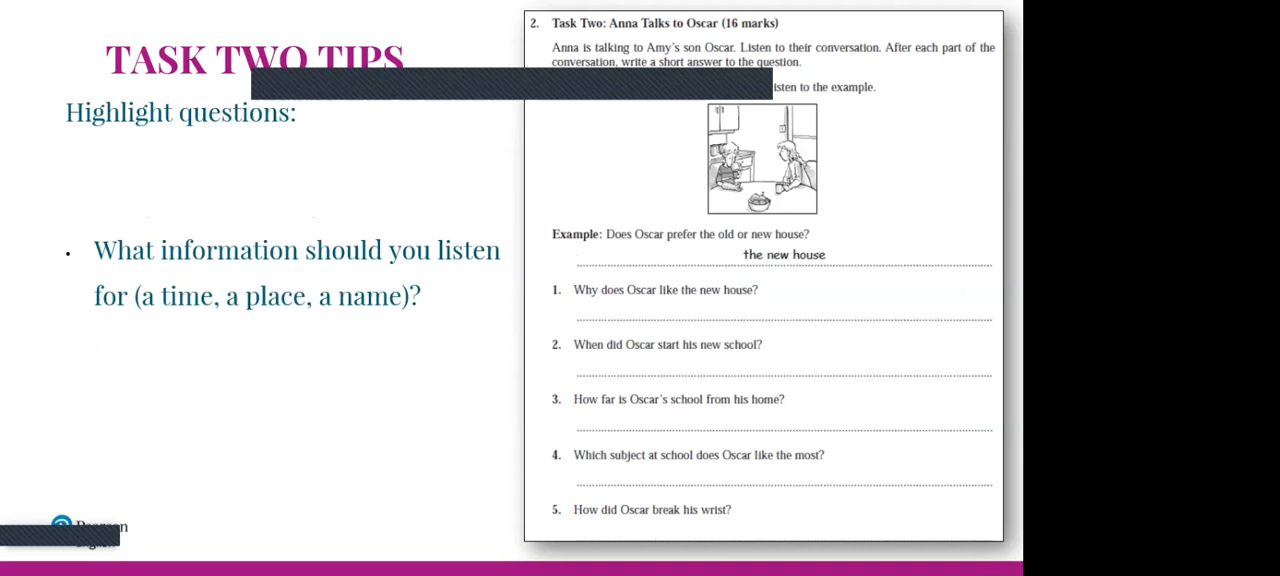 TASK TWO TIPS
Highlight questions:
• What information should you listen
for (a time, a place, a name)?
2. Task Two: Anna Talks to Oscar (16 marks)
Anna is talking to Amy's son Oscar. Listen to their conversation. After each part of the
conversation, write a short answer to the question.
isten to the example.
Example: Does Oscar prefer the old or new house?
the new house
1. Why does Oscar like the new house?
2. When did Oscar start his new school?
3. How far is Oscar's school from his home?
4. Which subject at school does Oscar like the most?
5. How did Oscar break his wrist?